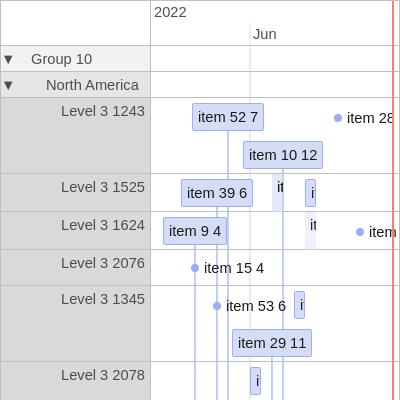 2022
Jun
▼ Group 10
▼ North America
Level 3 1243
item 52 7
item 28
item 10 12
Level 3 1525
item 39 6
it
i
Level 3 1624
item 9 4
it
item
Level 3 2076
item 15 4
Level 3 1345
item 53 6
i
item 29 11
Level 3 2078
i